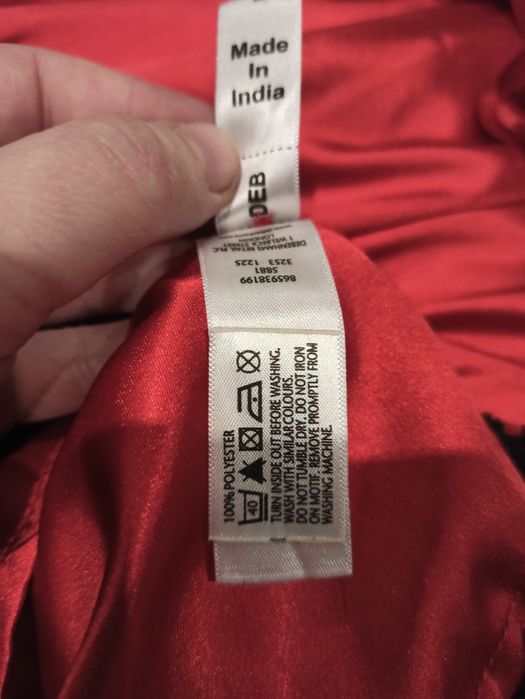 Made
In
India
DEB
DEBENHAMS RETAIL PLC
1 WELBECK STREET
LONDON
3253 1225
5881
865938199
100% POLYESTER
40
TURN INSIDE OUT BEFORE WASHING.
WASH WITH SIMILAR COLOURS.
DO NOT TUMBLE DRY. DO NOT IRON
ON MOTIF. REMOVE PROMPTLY FROM
WASHING MACHINE.